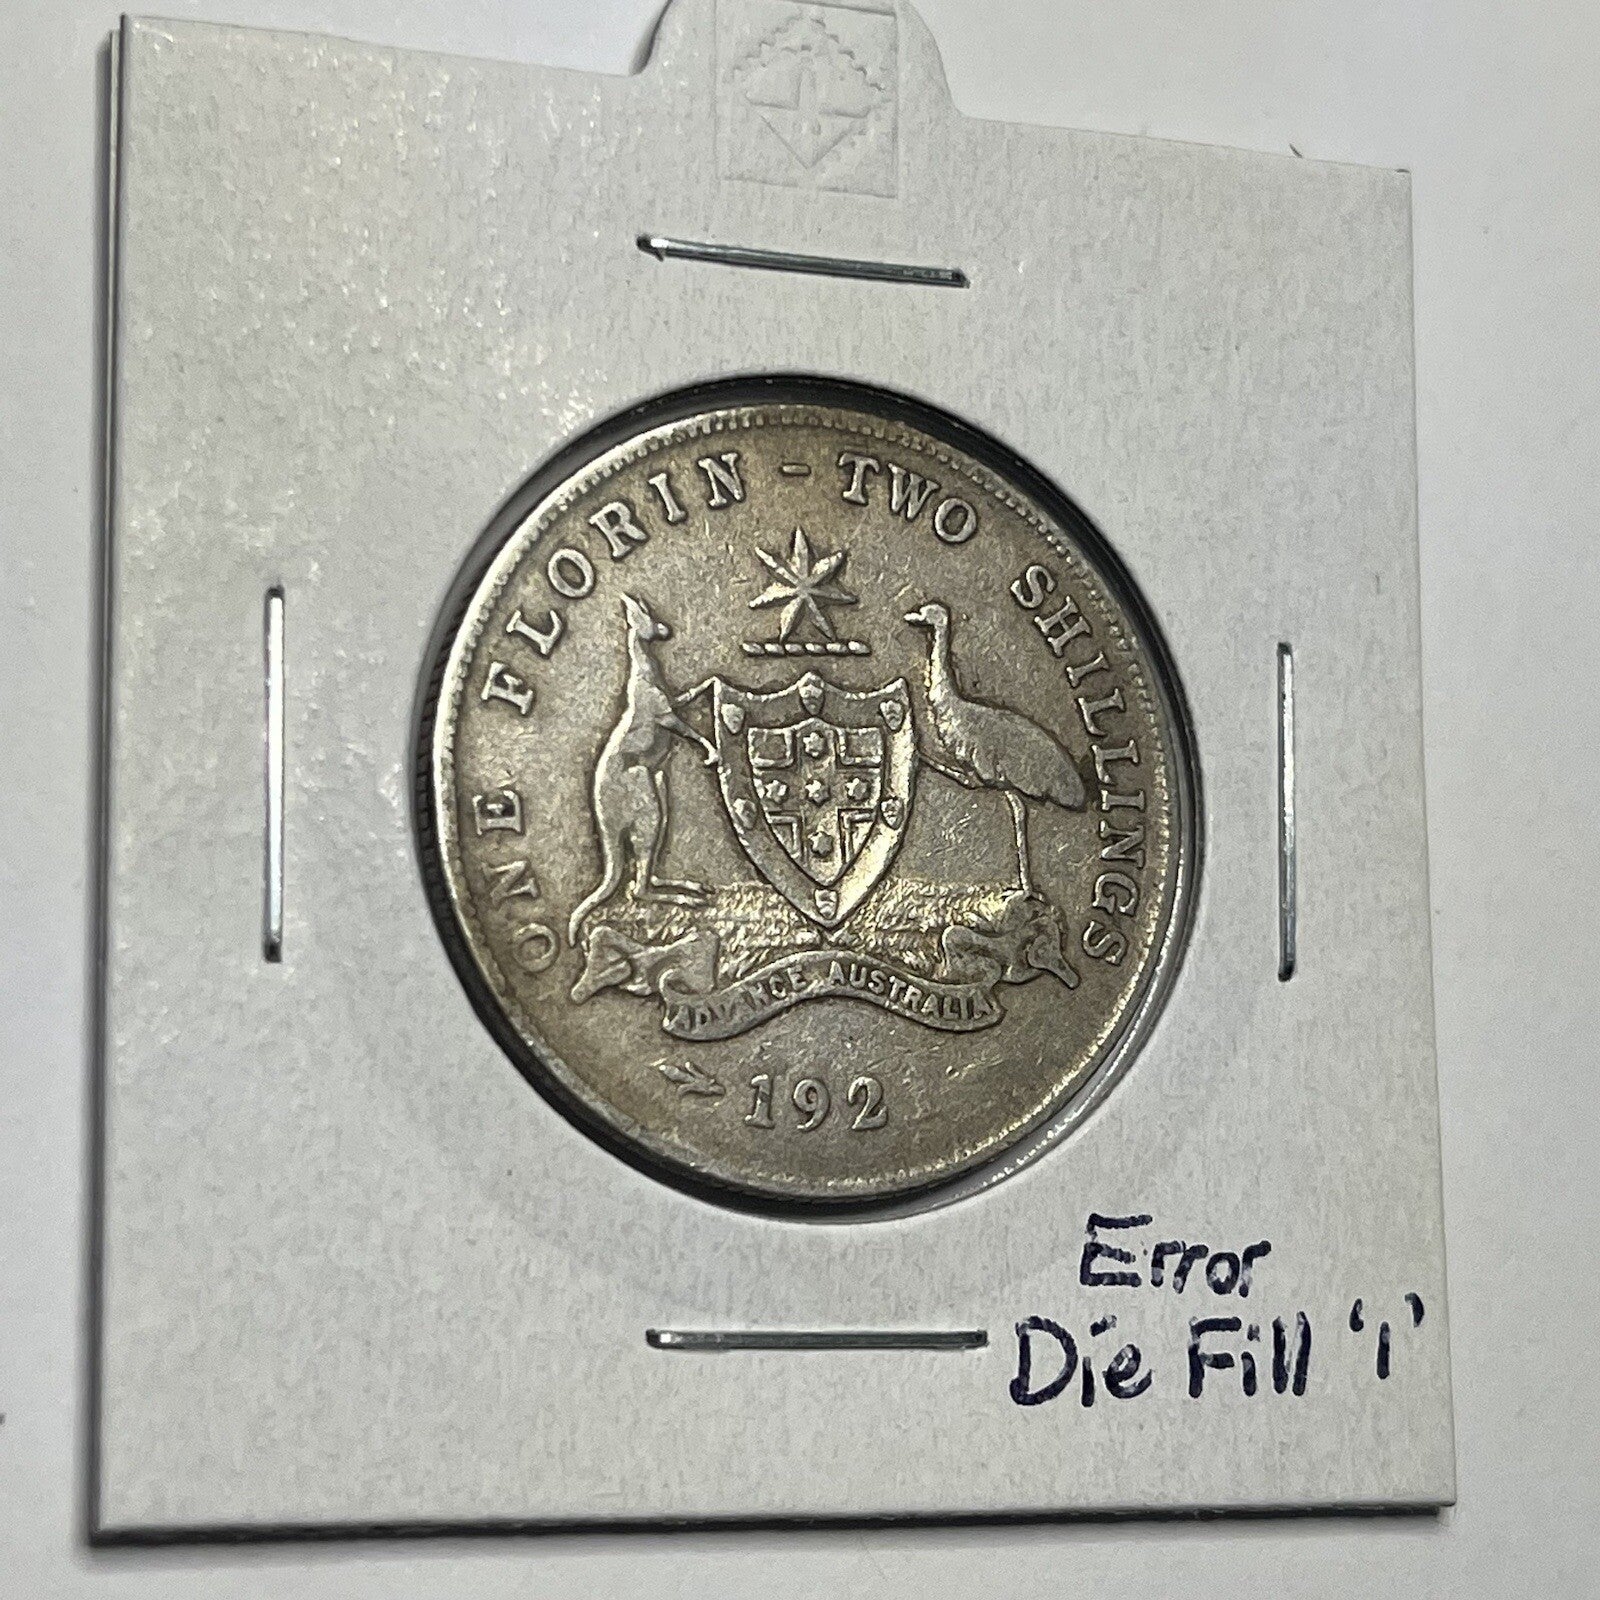 ONE FLORIN - TWO SHILLINGS
ADVANCE AUSTRALIA
192
Error
Die Fill '1'